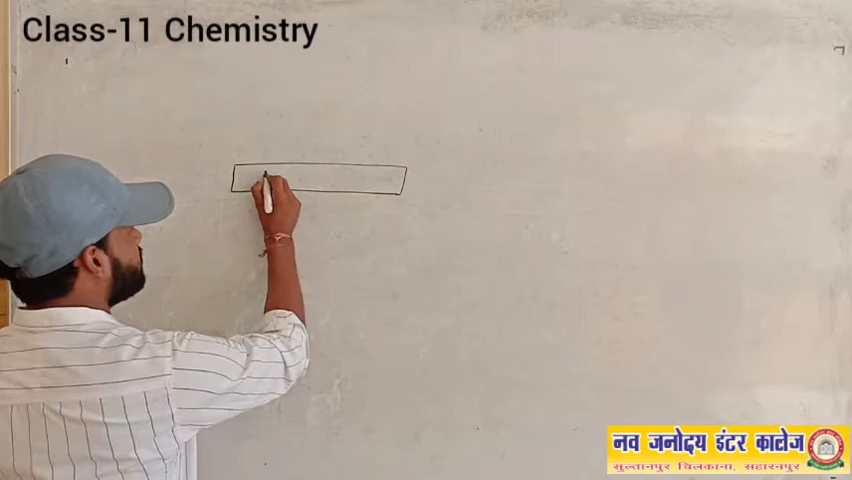 Class-11 Chemistry
नव जनोदय इंटर कालेज
सुल्तानपुर चिलकाना, सहारनपुर